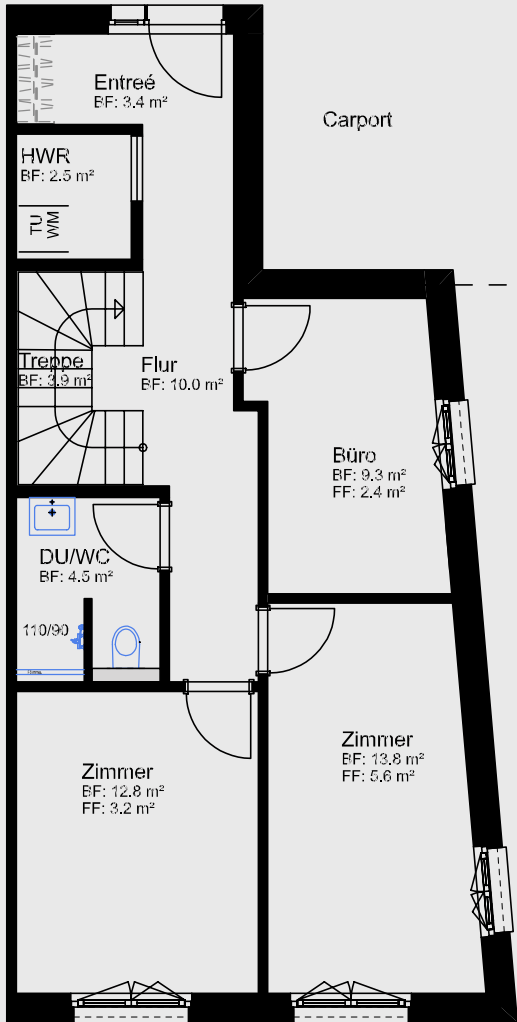 Entreé
BF: 3.4 m²
Carport
HWR
BF: 2.5 m²
TU
WM
Treppe
BF: 3.9 m²
Flur
BF: 10.0 m²
Büro
BF: 9.3 m²
FF: 2.4 m²
DU/WC
BF: 4.5 m²
110/90
Zimmer
BF: 13.8 m²
FF: 5.6 m²
Zimmer
BF: 12.8 m²
FF: 3.2 m²